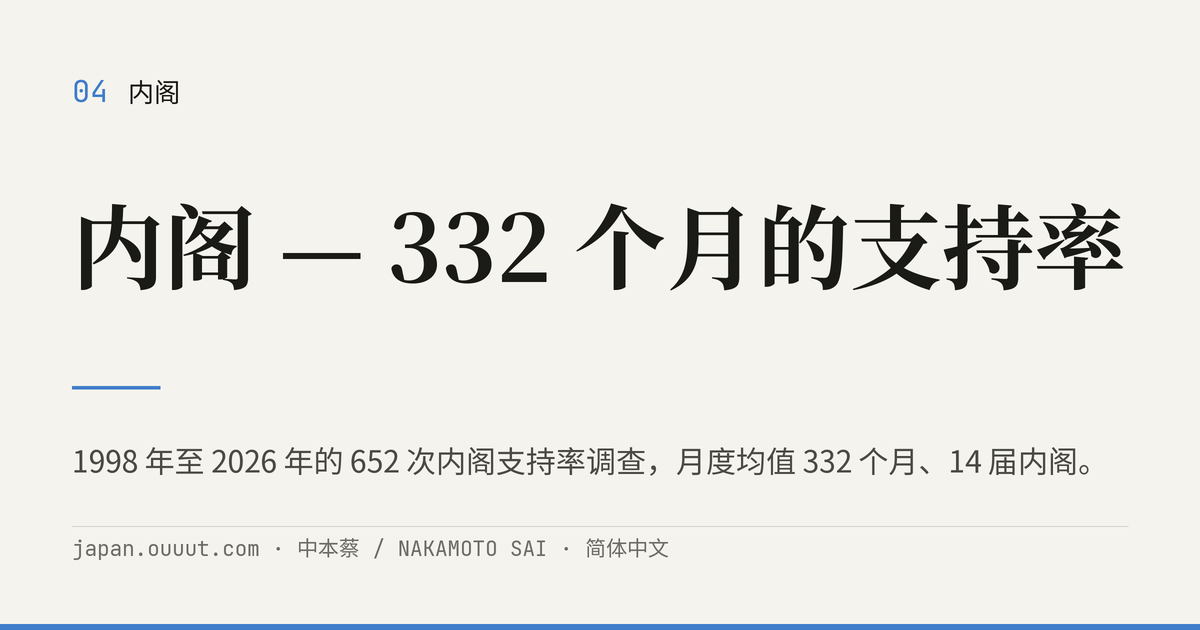 04 内阁
内阁 — 332 个月的支持率
1998 年至 2026 年的 652 次内阁支持率调查，月度均值 332 个月、14 届内阁。
japan.ouuut.com · 中本蔡 / NAKAMOTO SAI · 简体中文